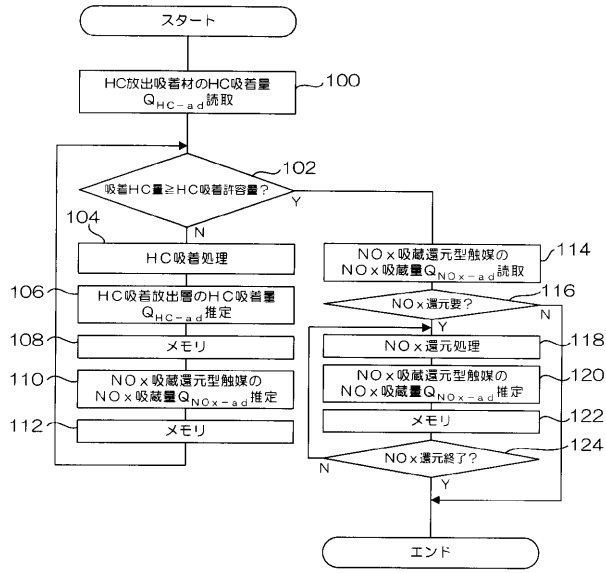 スタート
HC放出吸着材のHC吸着量
QHC-ad読取
100
吸着HC量≧HC吸着許容量?
102
Y
N
104
HC吸着処理
106
HC吸着放出層のHC吸着量
QHC-ad推定
108
メモリ
110
NOx吸蔵還元型触媒の
NOx吸蔵量QNOx-ad推定
112
メモリ
NOx吸蔵還元型触媒の
NOx吸蔵量QNOx-ad読取
114
NOx還元要?
116
N
Y
NOx還元処理
118
NOx吸蔵還元型触媒の
NOx吸蔵量QNOx-ad推定
120
メモリ
122
NOx還元終了?
124
N
Y
エンド